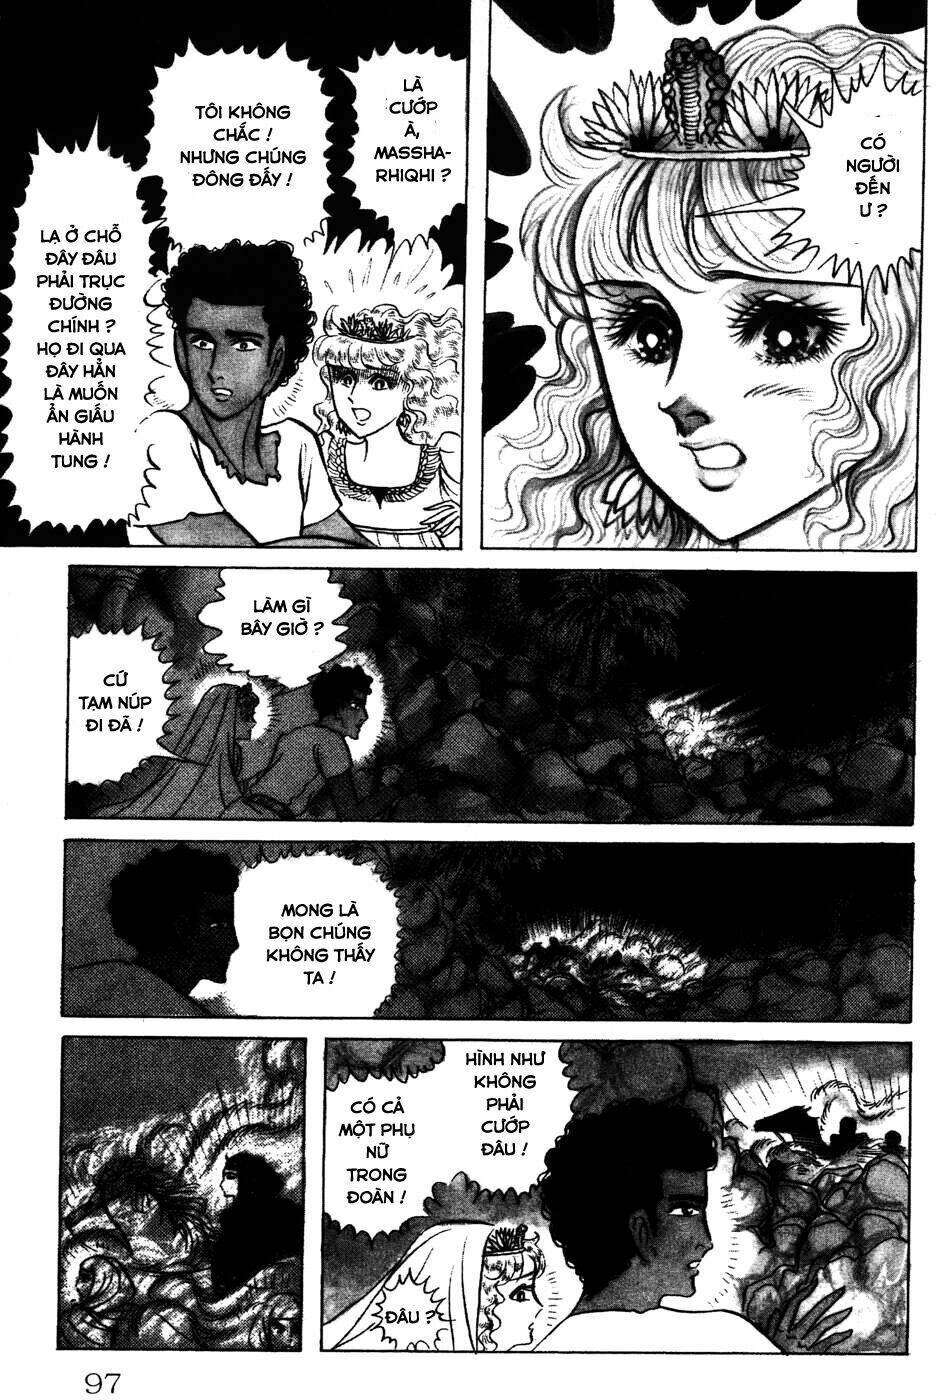 CÓ
NGƯỜI
ĐẾN
Ư ?
LÀ
CƯỚP
À,
MASSHA-
RHIQHI ?
TÔI KHÔNG
CHẮC !
NHƯNG CHÚNG
ĐÔNG ĐẤY !
LẠ Ở CHỖ
ĐÂY ĐÂU
PHẢI TRỤC
ĐƯỜNG
CHÍNH ?
HỌ ĐI QUA
ĐÂY HẲN
LÀ MUỐN
ẨN GIẤU
HÀNH
TUNG !
LÀM GÌ
BÂY GIỜ ?
CỨ
TẠM NÚP
ĐI ĐÃ !
MONG LÀ
BỌN CHÚNG
KHÔNG THẤY
TA !
HÌNH NHƯ
KHÔNG
PHẢI
CƯỚP
ĐÂU !
CÓ CẢ
MỘT PHỤ
NỮ
TRONG
ĐOÀN !
ĐÂU ?
97